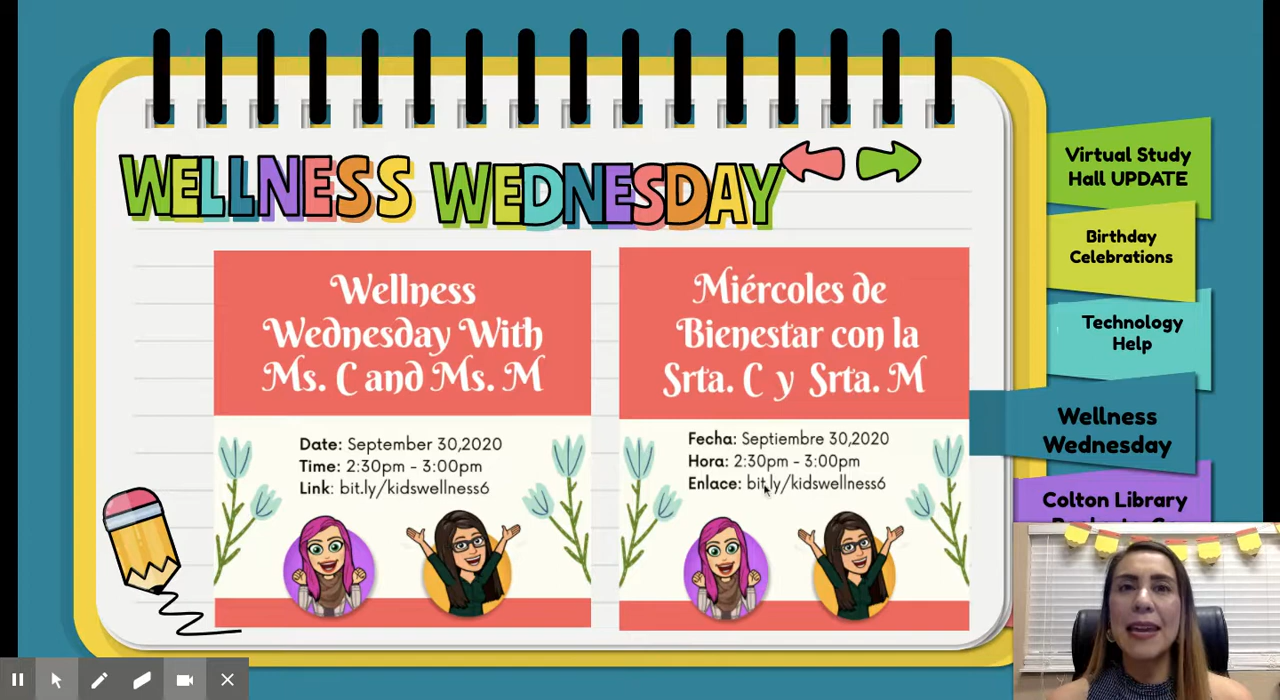 WELLNESS WEDNESDAY
Wellness
Wednesday With
Ms. C and Ms. M
Date: September 30,2020
Time: 2:30pm - 3:00pm
Link: bit.ly/kidswellness6
Miércoles de
Bienestar con la
Srta. C y Srta. M
Fecha: Septiembre 30,2020
Hora: 2:30pm - 3:00pm
Enlace: bit.ly/kidswellness6
Virtual Study
Hall UPDATE
Birthday
Celebrations
Technology
Help
Wellness
Wednesday
Colton Library